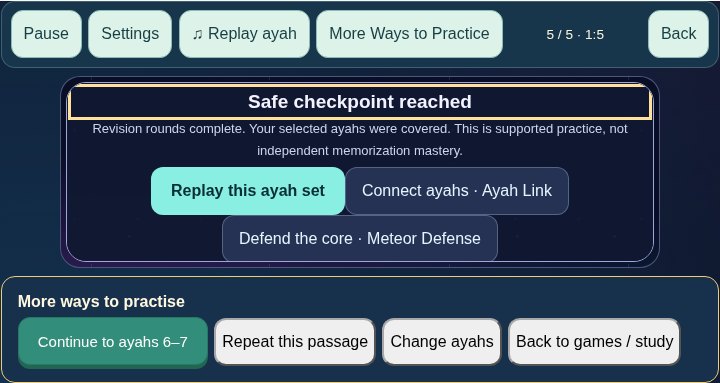 Pause
Settings
♫ Replay ayah
More Ways to Practice
5 / 5 · 1:5
Back
Safe checkpoint reached
Revision rounds complete. Your selected ayahs were covered. This is supported practice, not
independent memorization mastery.
Replay this ayah set
Connect ayahs · Ayah Link
Defend the core · Meteor Defense
More ways to practise
Continue to ayahs 6–7
Repeat this passage
Change ayahs
Back to games / study